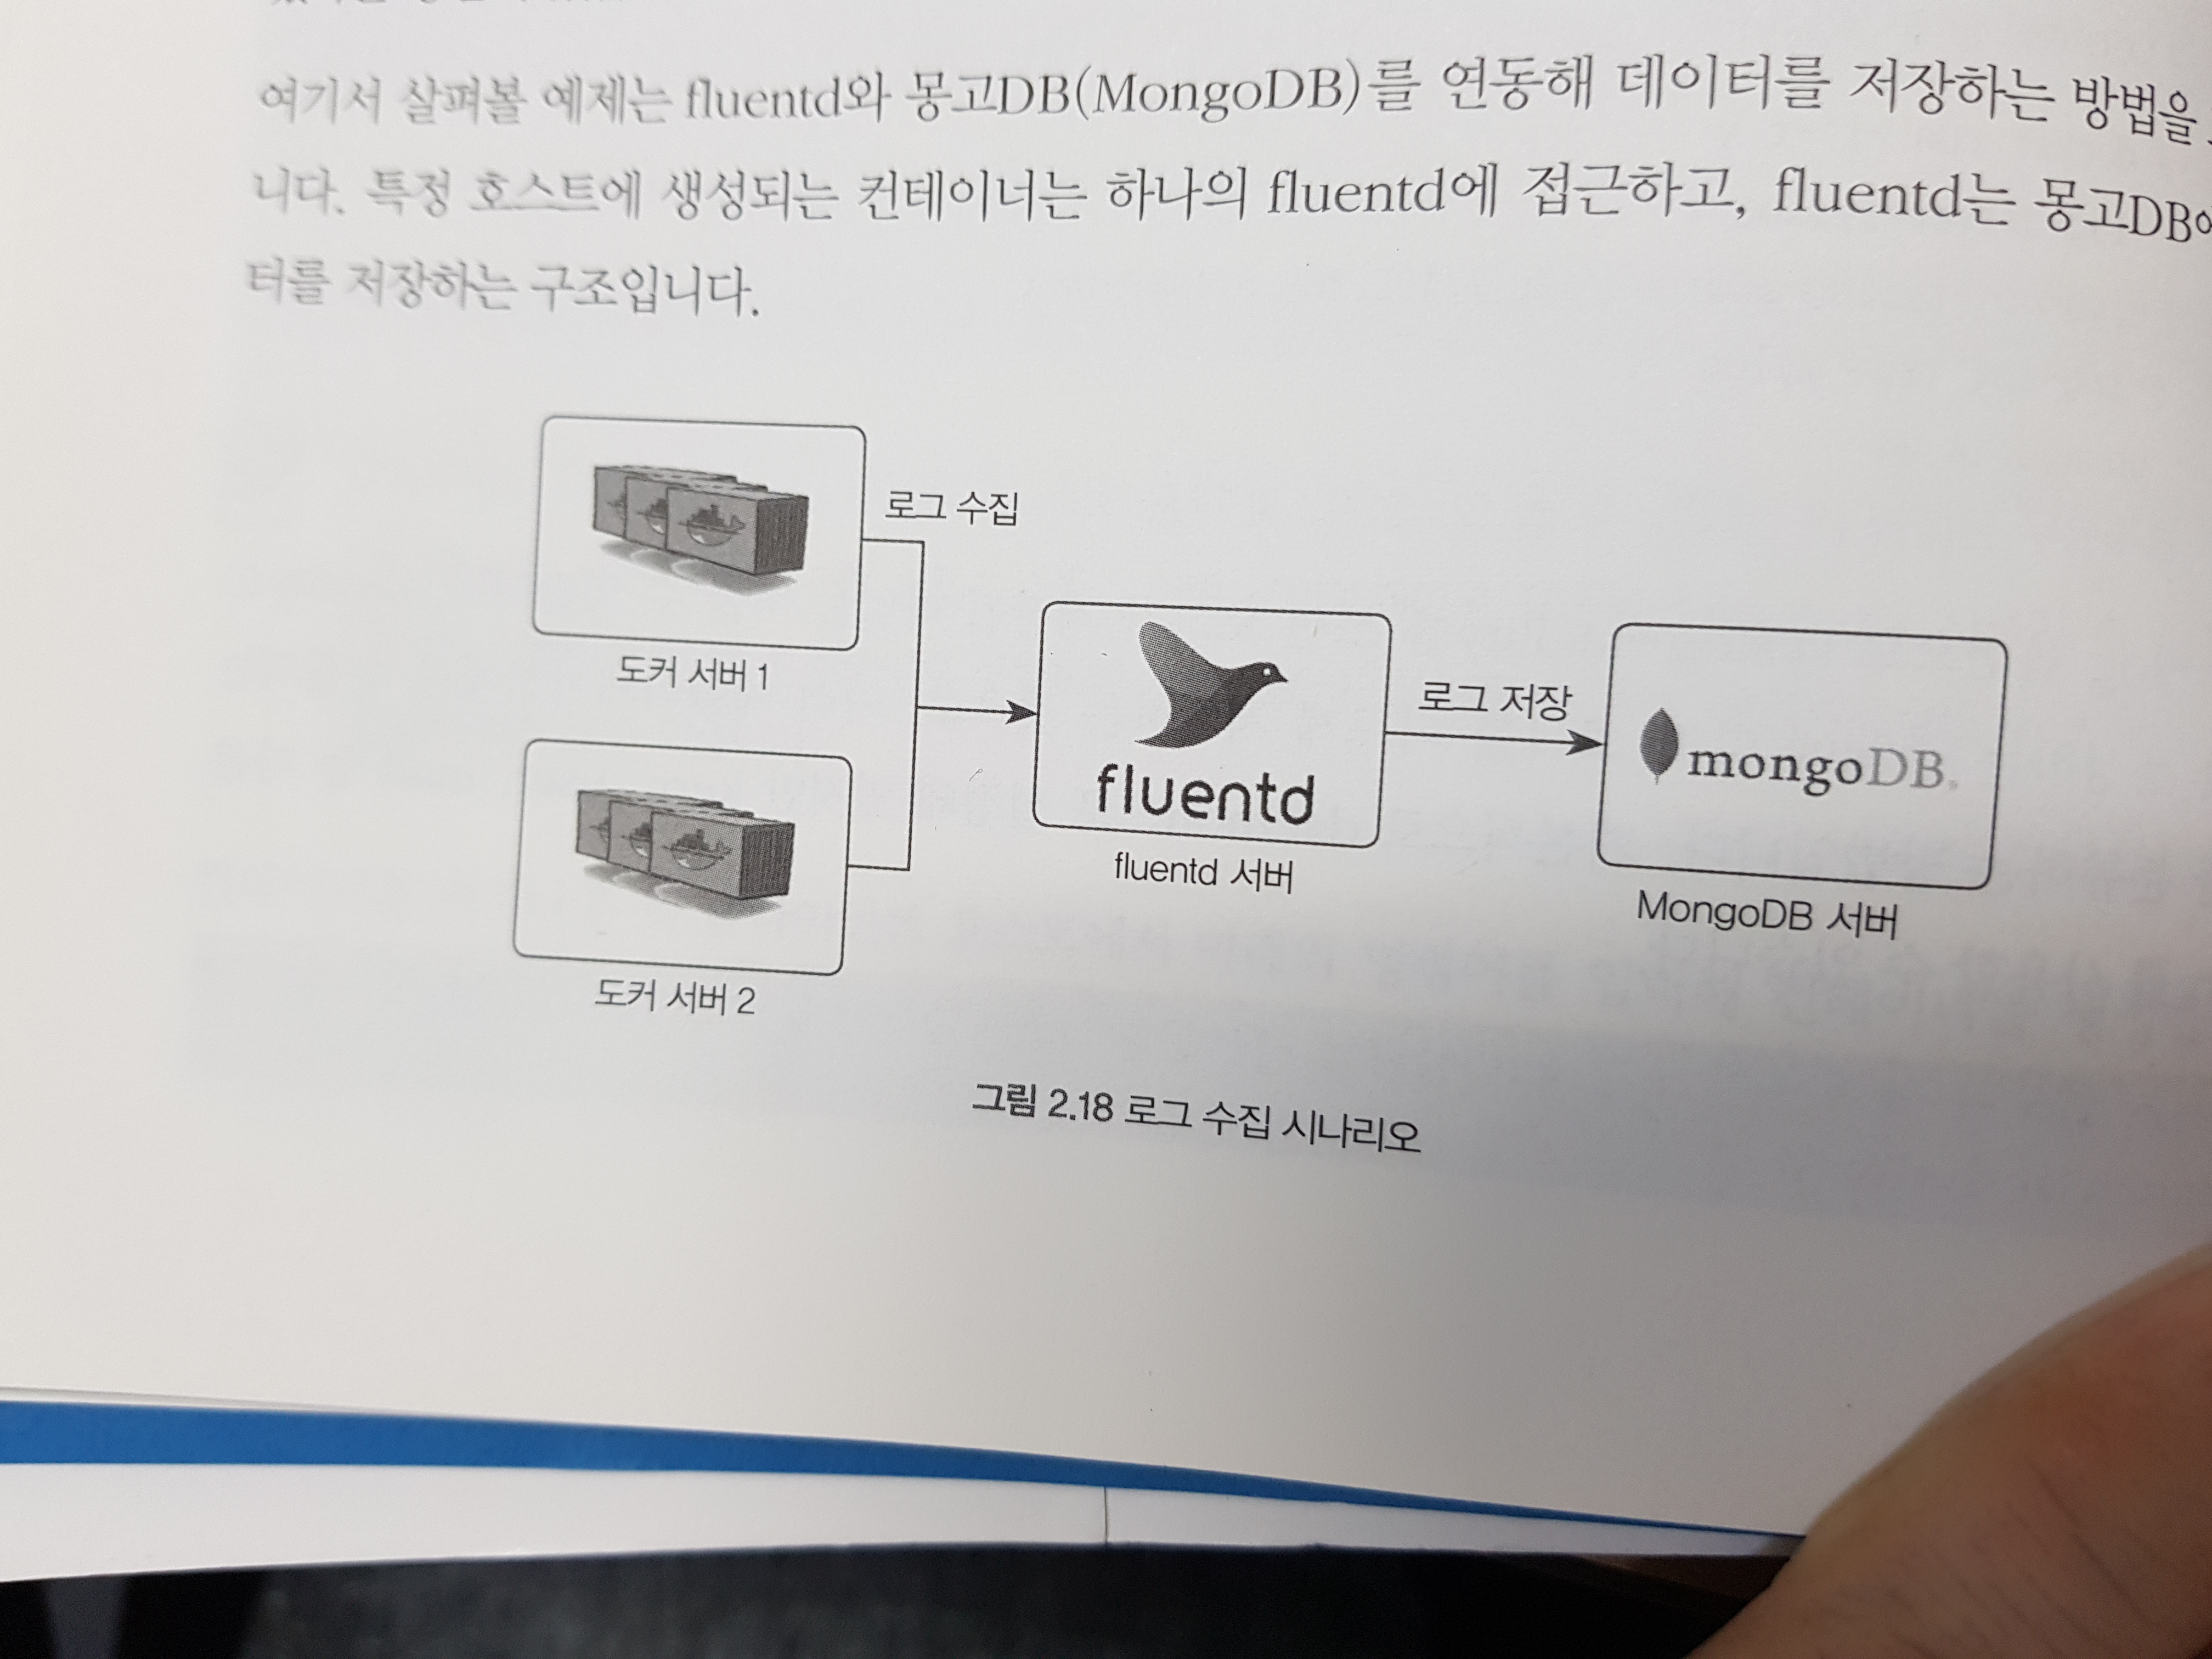 여기서 살펴볼 예제는 fluentd와 몽고DB(MongoDB)를 연동해 데이터를 저장하는 방법을
니다. 특정 호스트에 생성되는 컨테이너는 하나의 fluentd에 접근하고, fluentd는 몽고DB에
터를 저장하는 구조입니다.
로그 수집
도커 서버 1
fluentd
fluentd 서버
로그 저장
mongoDB
MongoDB 서버
도커 서버 2
그림 2.18 로그 수집 시나리오